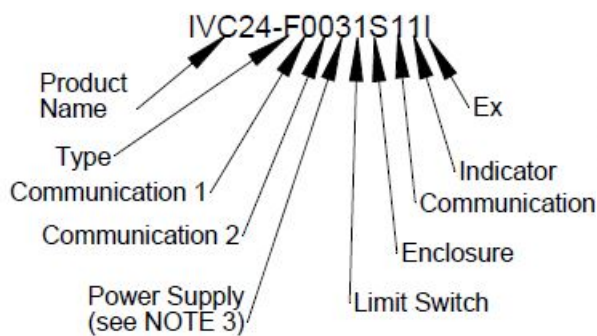 IVC24-F0031S11I
Product
Name
Ex
Type
Indicator
Communication 1
Communication
Communication 2
Enclosure
Power Supply
(see NOTE 3)
Limit Switch